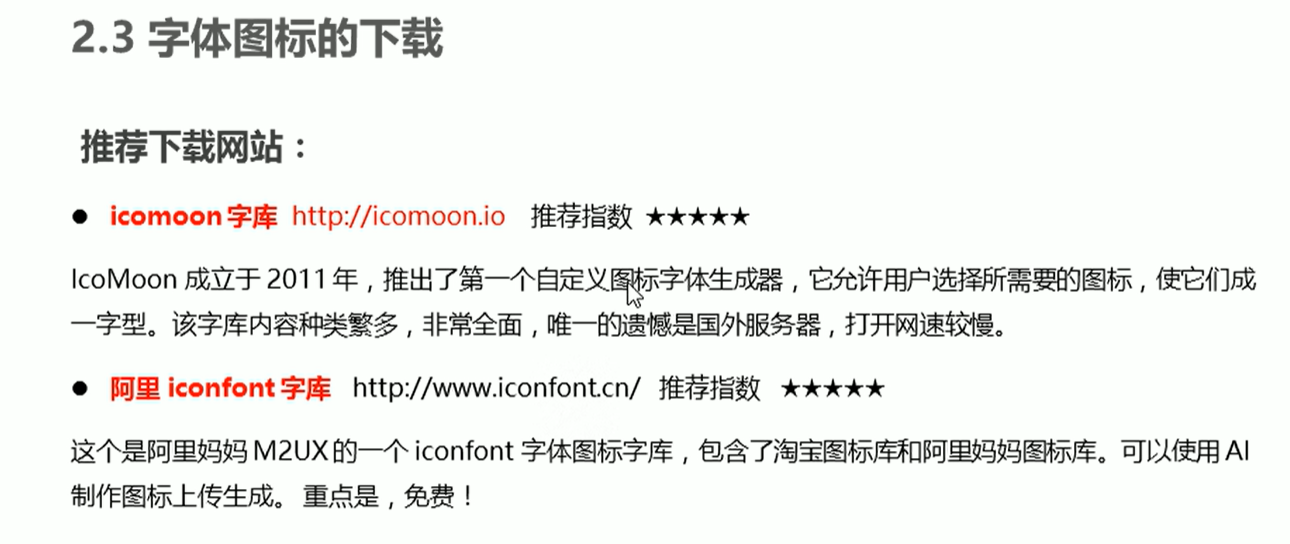 2.3 字体图标的下载
推荐下载网站：
● icomoon 字库 http://icomoon.io 推荐指数 ★★★★★
IcoMoon 成立于 2011 年，推出了第一个自定义图标字体生成器，它允许用户选择所需要的图标，使它们成
一字型。该字库内容种类繁多，非常全面，唯一的遗憾是国外服务器，打开网速较慢。
● 阿里 iconfont 字库 http://www.iconfont.cn/ 推荐指数 ★★★★★
这个是阿里妈妈 M2UX 的一个 iconfont 字体图标字库，包含了淘宝图标库和阿里妈妈图标库。可以使用 AI
制作图标上传生成。 重点是，免费！